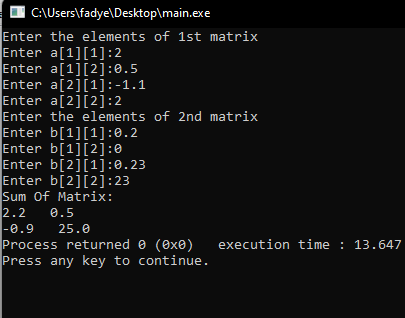 C:\Users\fadye\Desktop\main.exe
Enter the elements of 1st matrix
Enter a[1][1]:2
Enter a[1][2]:0.5
Enter a[2][1]:-1.1
Enter a[2][2]:2
Enter the elements of 2nd matrix
Enter b[1][1]:0.2
Enter b[1][2]:0
Enter b[2][1]:0.23
Enter b[2][2]:23
Sum Of Matrix:
2.2   0.5
-0.9   25.0
Process returned 0 (0x0)   execution time : 13.647
Press any key to continue.